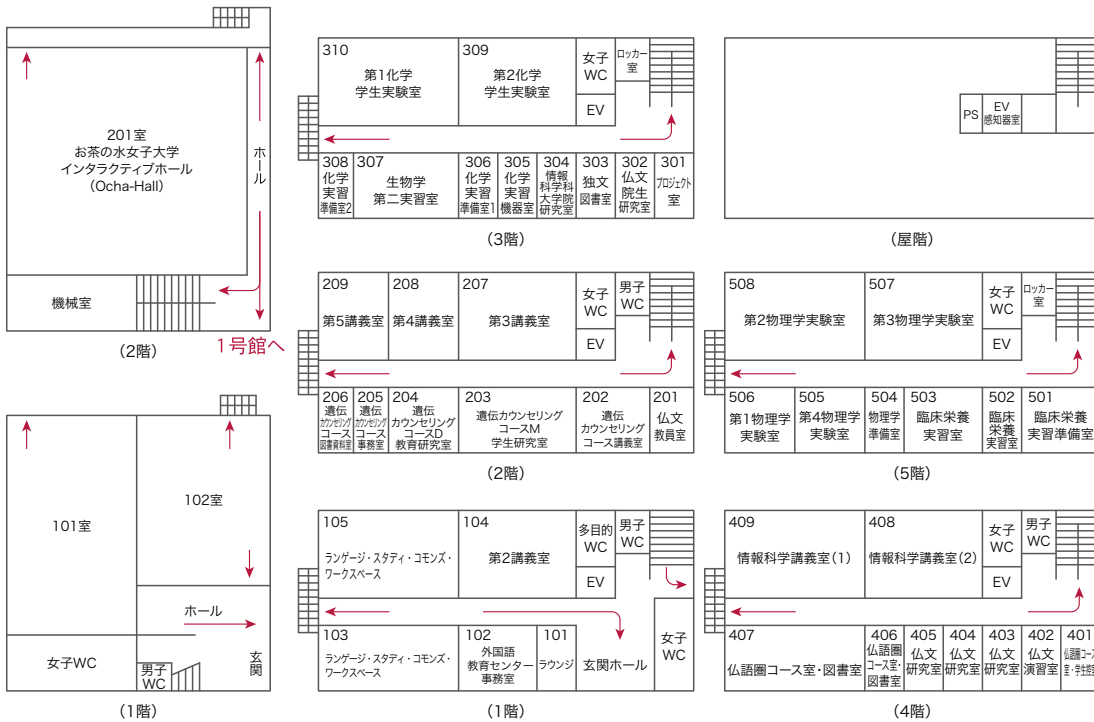 201室
お茶の水女子大学
インタラクティブホール
(Ocha-Hall)
ホール
機械室
(2階)
1号館へ
101室
102室
ホール
女子WC
男子
WC
玄関
(1階)
310
第1化学
学生実験室
309
第2化学
学生実験室
女子
WC
ロッカー
室
EV
308
化学
実習
準備室2
307
生物学
第二実習室
306
化学
実習
準備室1
305
化学
実習
機器室
304
情報
科学科
大学院
研究室
303
独文
図書室
302
仏文
院生
研究室
301
プロジェクト
室
(3階)
209
第5講義室
208
第4講義室
207
第3講義室
女子
WC
男子
WC
EV
206
遺伝
カウンセリング
コース
図書資料室
205
遺伝
カウンセリング
コース
事務室
204
遺伝
カウンセリング
コースD
教育研究室
203
遺伝カウンセリング
コースM
学生研究室
202
遺伝
カウンセリング
コース講義室
201
仏文
教員室
(2階)
105
ランゲージ・スタディ・コモンズ・
ワークスペース
104
第2講義室
多目的
WC
男子
WC
EV
103
ランゲージ・スタディ・コモンズ・
ワークスペース
102
外国語
教育センター
事務室
101
ラウンジ
玄関ホール
女子
WC
(1階)
PS
EV
感知器室
(屋階)
508
第2物理学実験室
507
第3物理学実験室
女子
WC
ロッカー
室
EV
506
第1物理学
実験室
505
第4物理学
実験室
504
物理学
準備室
503
臨床栄養
実習室
502
臨床
栄養
実習室
501
臨床栄養
実習準備室
(5階)
409
情報科学講義室(1)
408
情報科学講義室(2)
女子
WC
男子
WC
EV
407
仏語圏コース室・図書室
406
仏語圏
コース室・
図書室
405
仏文
研究室
404
仏文
研究室
403
仏文
研究室
402
仏文
演習室
401
仏語圏コース
(4階)